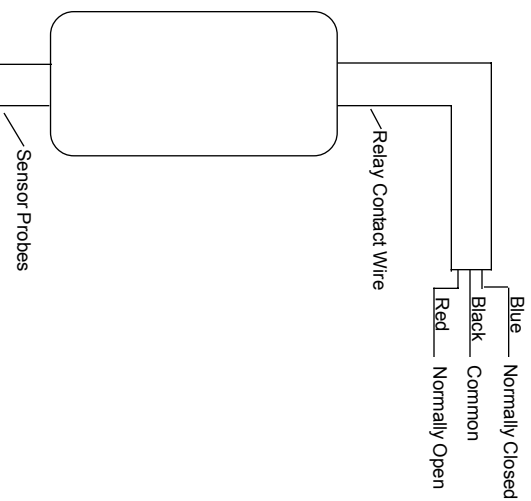 Sensor Probes
Relay Contact Wire
Blue Normally Closed
Black Common
Red Normally Open